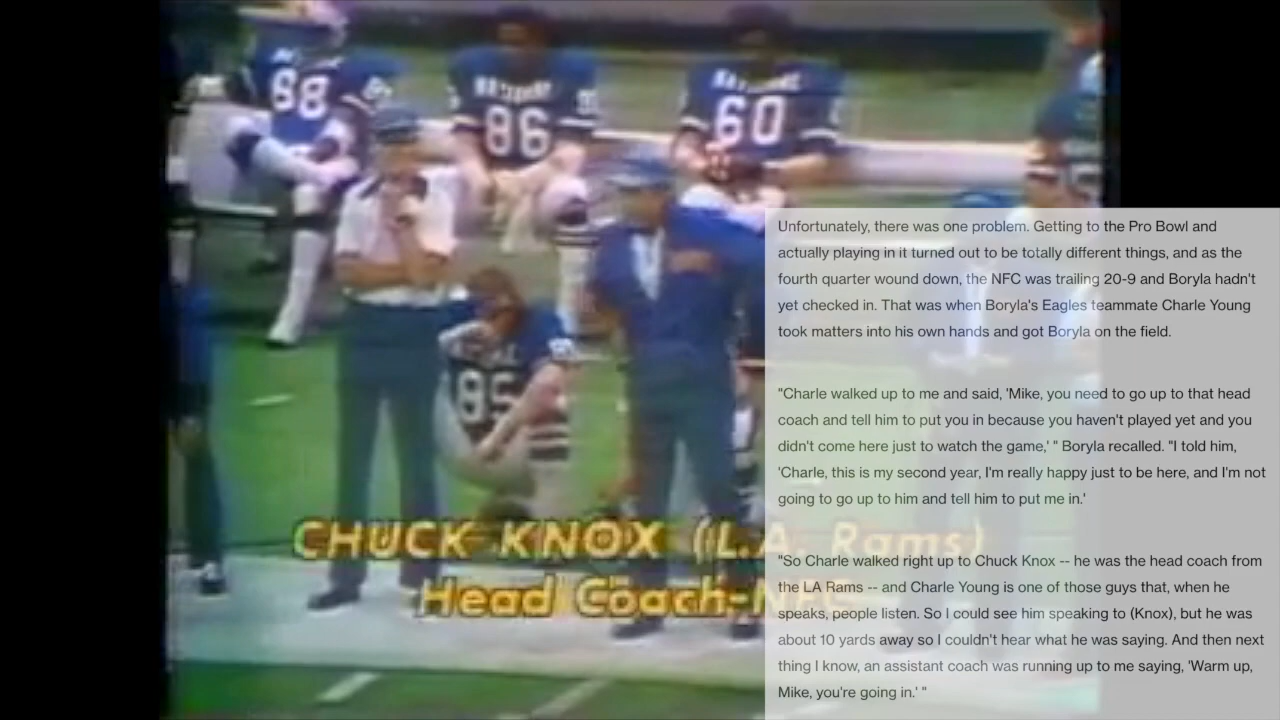 88
86
60
85
CHUCK KNOX (L.A. Rams)
Head Coach-NFC
Unfortunately, there was one problem. Getting to the Pro Bowl and
actually playing in it turned out to be totally different things, and as the
fourth quarter wound down, the NFC was trailing 20-9 and Boryla hadn't
yet checked in. That was when Boryla's Eagles teammate Charle Young
took matters into his own hands and got Boryla on the field.
"Charle walked up to me and said, 'Mike, you need to go up to that head
coach and tell him to put you in because you haven't played yet and you
didn't come here just to watch the game,' " Boryla recalled. "I told him,
'Charle, this is my second year, I'm really happy just to be here, and I'm not
going to go up to him and tell him to put me in.'
"So Charle walked right up to Chuck Knox -- he was the head coach from
the LA Rams -- and Charle Young is one of those guys that, when he
speaks, people listen. So I could see him speaking to (Knox), but he was
about 10 yards away so I couldn't hear what he was saying. And then next
thing I know, an assistant coach was running up to me saying, 'Warm up,
Mike, you're going in.' "